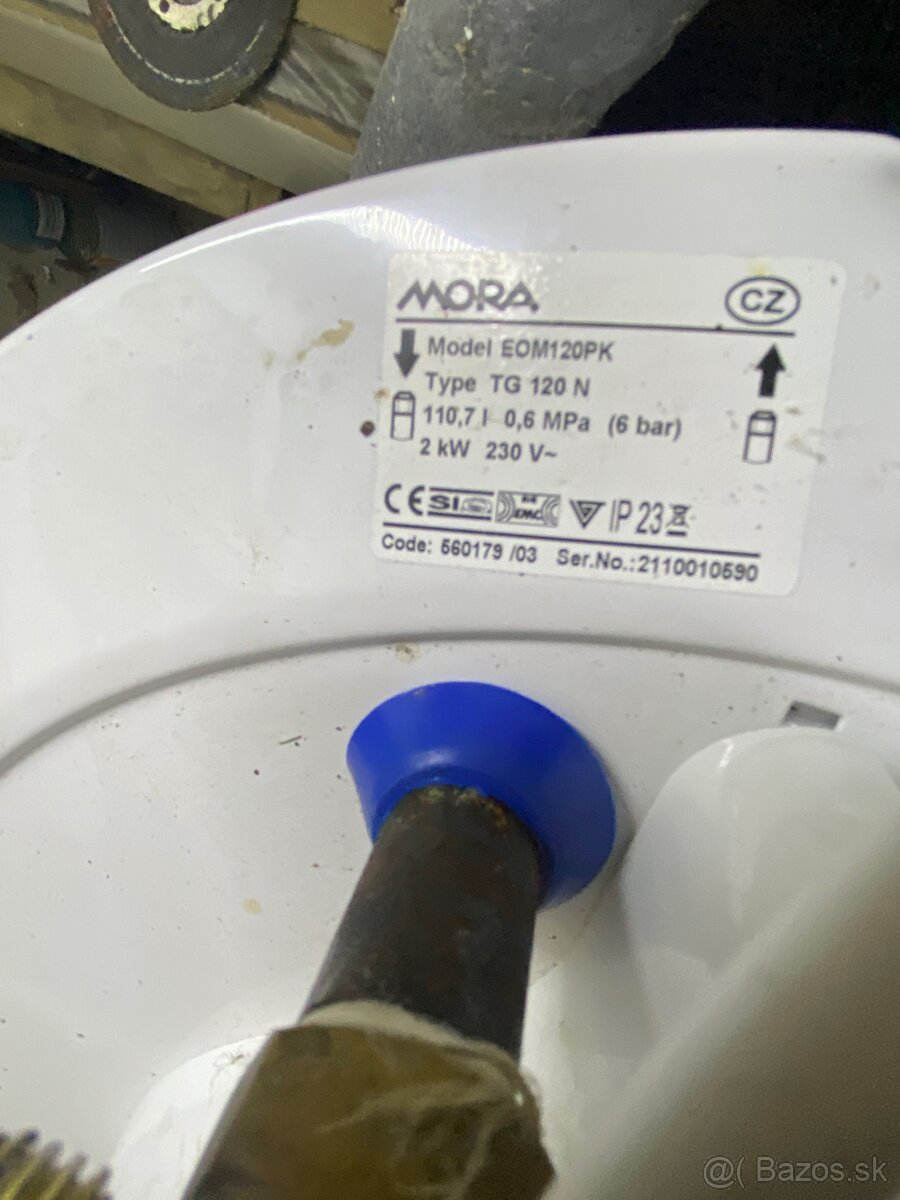 MORA CZ
Model EOM120PK
Type TG 120 N
110,7 l 0,6 MPa (6 bar)
2 kW 230 V~
CE SI EMC IP 23
Code: 560179 /03 Ser.No.:2110010590
@( Bazos.sk